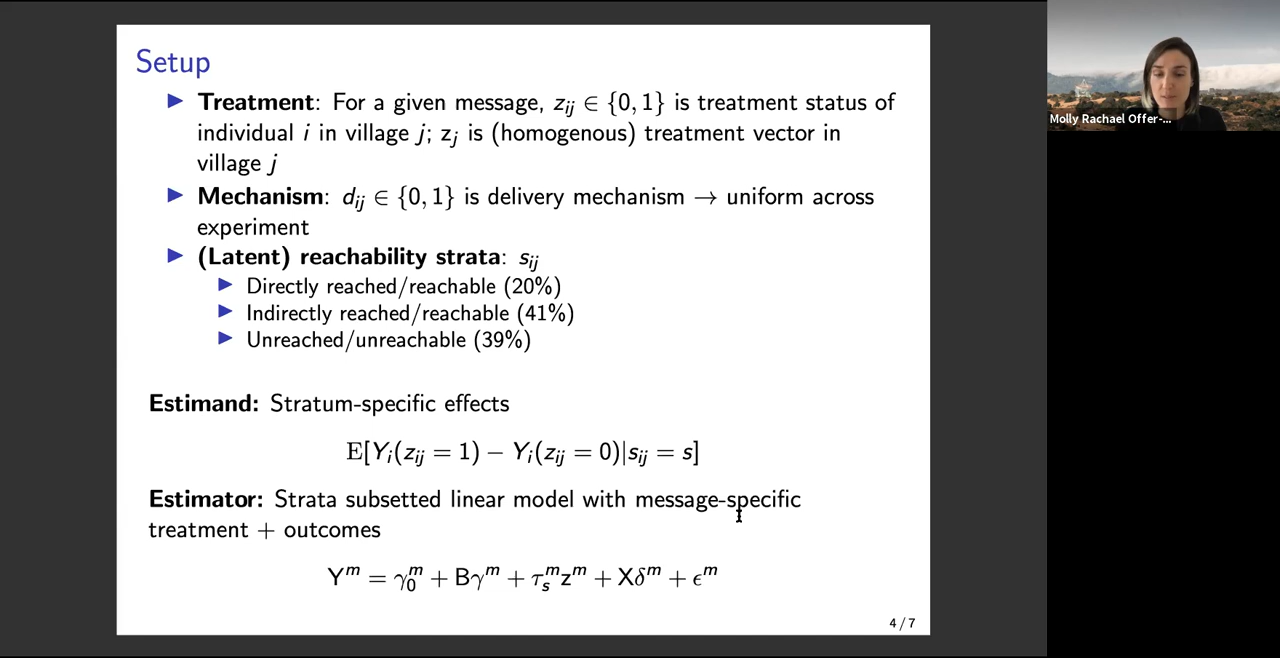 Setup
▶ Treatment: For a given message, z_ij ∈ {0, 1} is treatment status of
individual i in village j; z_j is (homogenous) treatment vector in
village j
▶ Mechanism: d_ij ∈ {0, 1} is delivery mechanism → uniform across
experiment
▶ (Latent) reachability strata: s_ij
▶ Directly reached/reachable (20%)
▶ Indirectly reached/reachable (41%)
▶ Unreached/unreachable (39%)
Estimand: Stratum-specific effects
E[Y_i(z_ij = 1) − Y_i(z_ij = 0)|s_ij = s]
Estimator: Strata subsetted linear model with message-specific
treatment + outcomes
Y^m = γ_0^m + Bγ^m + τ_s^m z^m + Xδ^m + ϵ^m
4 / 7
Molly Rachael Offer-...